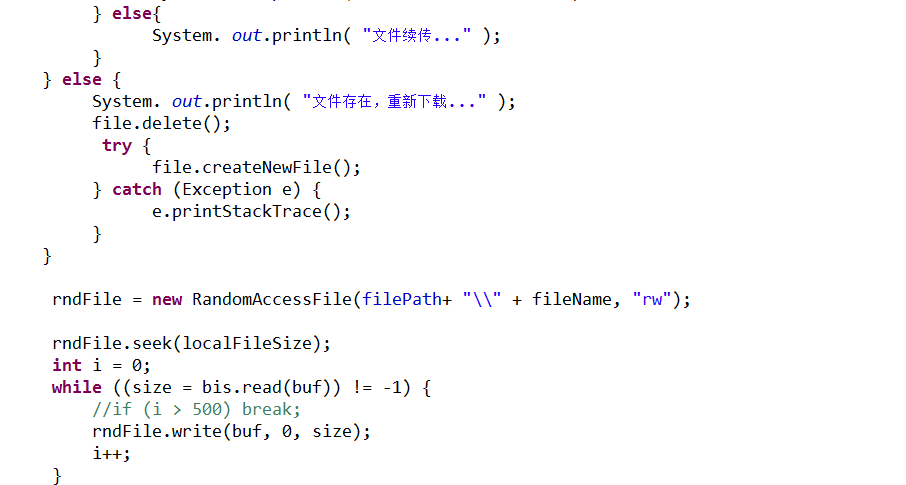 } else{
System. out.println( "文件续传..." );
}
} else {
System. out.println( "文件存在，重新下载..." );
file.delete();
try {
file.createNewFile();
} catch (Exception e) {
e.printStackTrace();
}
}
rndFile = new RandomAccessFile(filePath+ "\\" + fileName, "rw");
rndFile.seek(localFileSize);
int i = 0;
while ((size = bis.read(buf)) != -1) {
//if (i > 500) break;
rndFile.write(buf, 0, size);
i++;
}